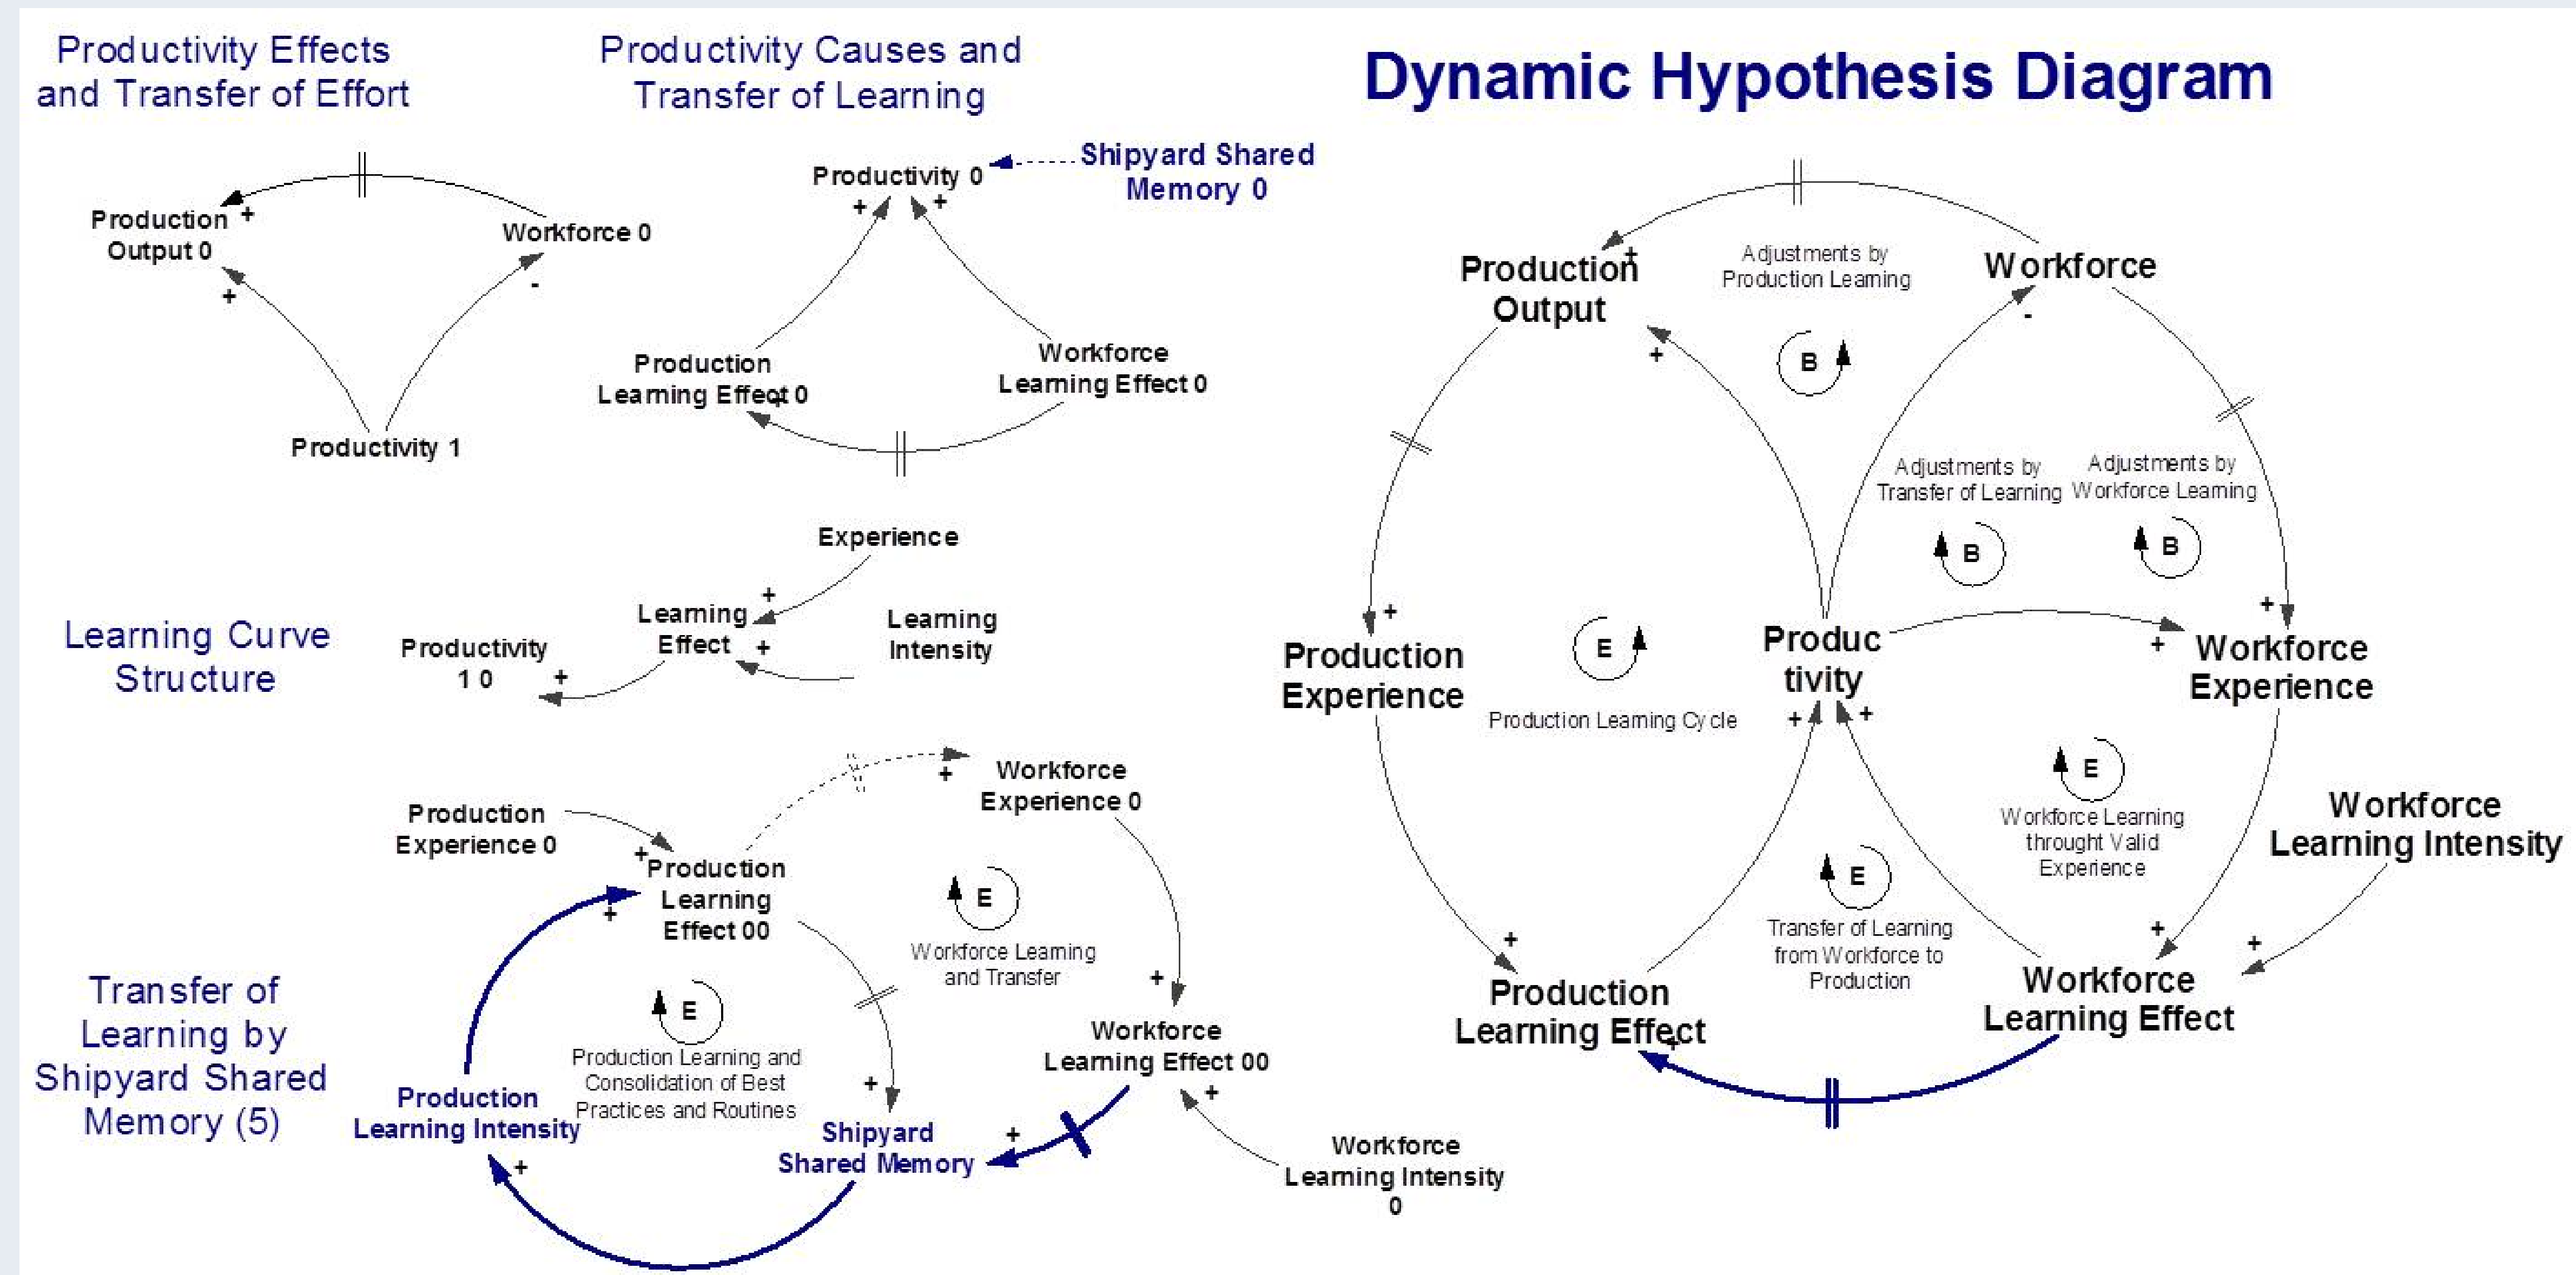 Productivity Effects
and Transfer of Effort
Productivity Causes and
Transfer of Learning
Dynamic Hypothesis Diagram
Production
Output 0
+
+
Workforce 0
-
Productivity 1
Productivity 0
+
+
Shipyard Shared
Memory 0
Production
Learning Effect 0
+
Workforce
Learning Effect 0
Learning Curve
Structure
Experience
+
Learning
Effect
+
Learning
Intensity
Productivity
1 0
+
Transfer of
Learning by
Shipyard Shared
Memory (5)
Production
Experience 0
+
Production
Learning
Effect 00
+
+
Workforce
Experience 0
E
Workforce Learning
and Transfer
E
Production Learning and
Consolidation of Best
Practices and Routines
+
Workforce
Learning Effect 00
+
+
+
Production
Learning Intensity
+
Shipyard
Shared Memory
Workforce
Learning Intensity
0
Production
Output
+
+
Adjustments by
Production Learning
B
Workforce
-
Adjustments by
Transfer of Learning
B
Adjustments by
Workforce Learning
B
+
Production
Experience
E
Production Learning Cycle
Produc
tivity
+
+
+
+
Workforce
Experience
E
Workforce Learning
throught Valid
Experience
Workforce
Learning Intensity
E
Transfer of Learning
from Workforce to
Production
+
+
+
Production
Learning Effect
+
Workforce
Learning Effect